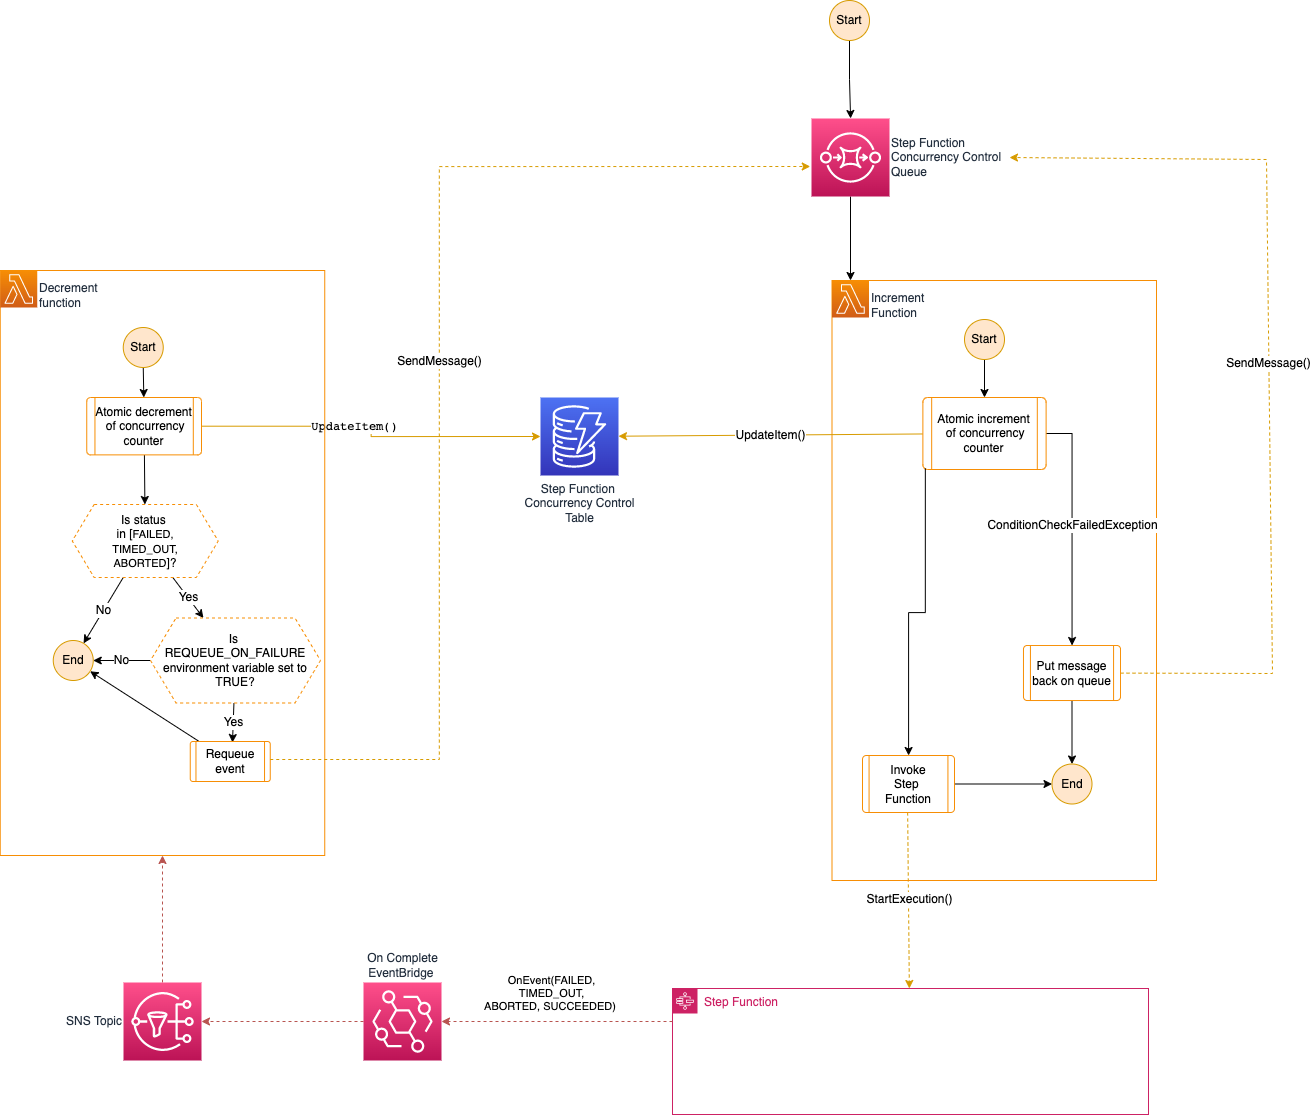 Start
Step Function
Concurrency Control
Queue
Decrement
function
Start
Atomic decrement
of concurrency
counter
Is status
in [FAILED,
TIMED_OUT,
ABORTED]?
No
Yes
Is
REQUEUE_ON_FAILURE
environment variable set to
TRUE?
End
No
Yes
Requeue
event
SendMessage()
UpdateItem()
Step Function
Concurrency Control
Table
UpdateItem()
Increment
Function
Start
Atomic increment
of concurrency
counter
ConditionCheckFailedException
SendMessage()
Put message
back on queue
Invoke
Step
Function
End
StartExecution()
On Complete
EventBridge
OnEvent(FAILED,
TIMED_OUT,
ABORTED, SUCCEEDED)
SNS Topic
Step Function